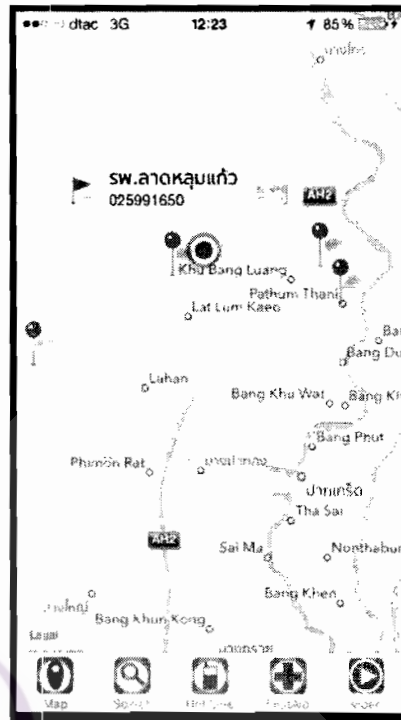 dtac 3G 12:23 85%
รพ.ลาดหลุมแก้ว
025991650
AH2
Khu Bang Luang
Pathum Thani
Lat Lum Kaeo
Bang Du
Lahan
Bang Khu Wat
Bang Phut
Phimon Rat
ปากเกร็ด
Tha Sai
AH2
Sai Ma
Nonthabur
Bang Khen
Bang Khun Kong
Legal
Map